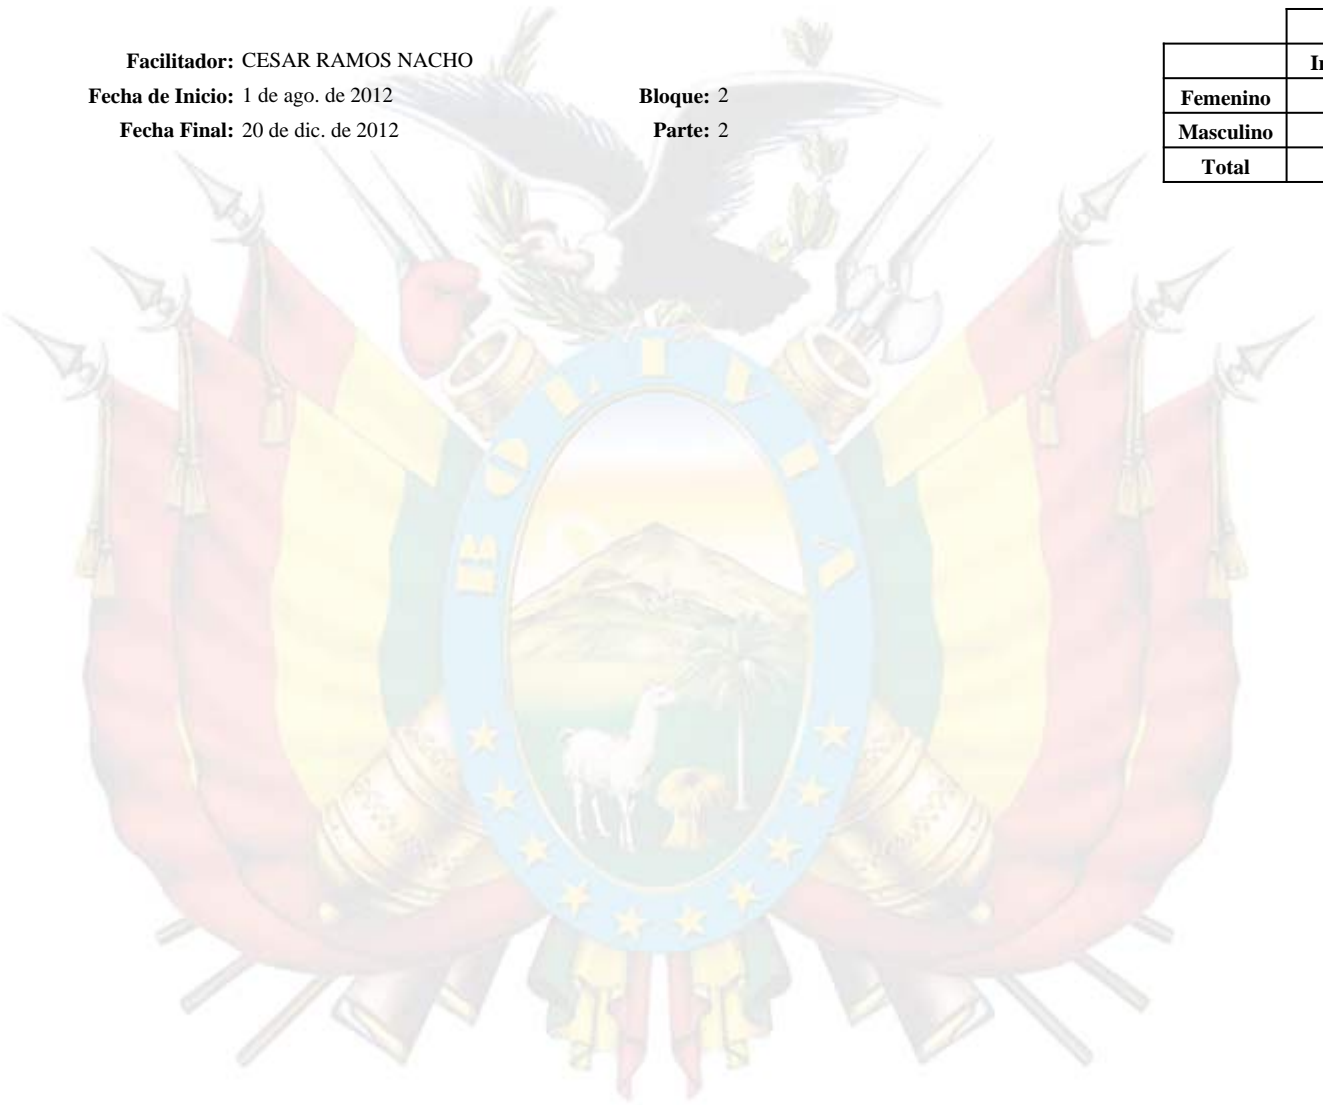 Facilitador: CESAR RAMOS NACHO
Fecha de Inicio: 1 de ago. de 2012 Bloque: 2
Fecha Final: 20 de dic. de 2012 Parte: 2
Femenino
Masculino
Total
BOLIVIA